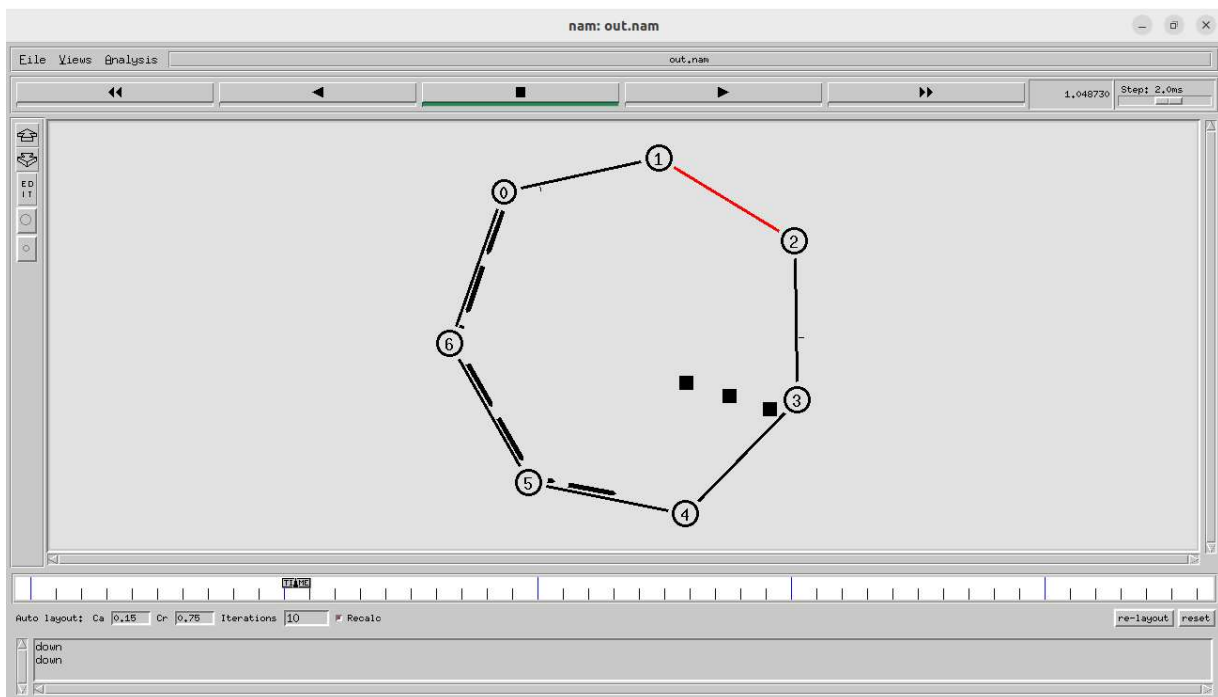 nam: out.nam
File Views Analysis out.nam
1.048730 Step: 2.0ms
ED
IT
1
0
2
6
3
5
4
TIME
Auto layout: Ca 0.15 Cr 0.75 Iterations 10 Recalc re-layout reset
down
down